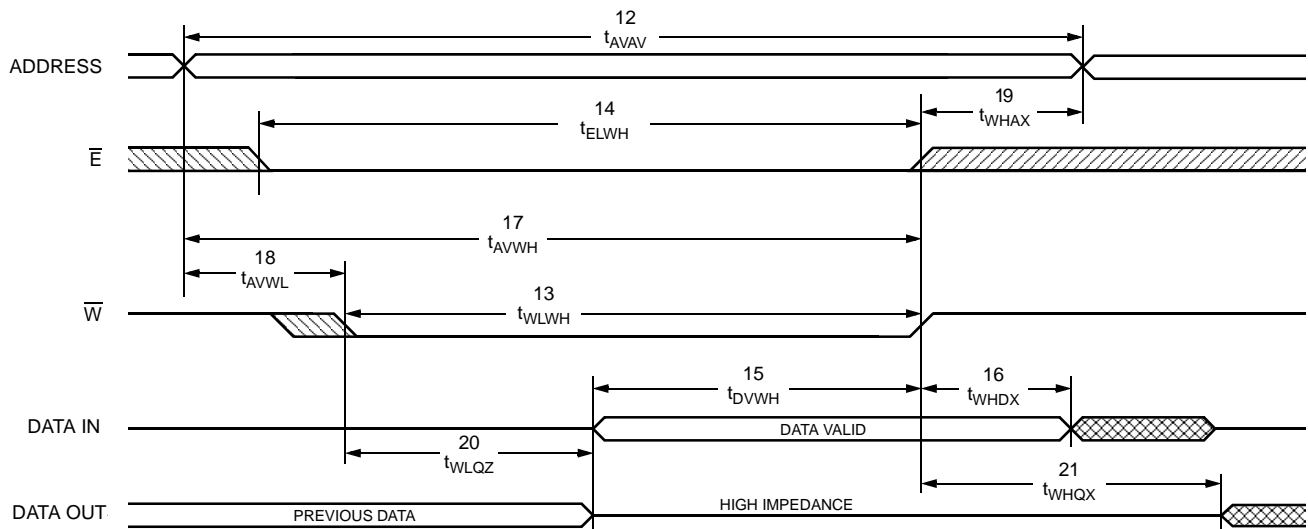 12
tAVAV
ADDRESS
14
tELWH
19
tWHAX
E̅
17
tAVWH
18
tAVWL
13
tWLWH
W̅
15
tDVWH
16
tWHDX
DATA IN
DATA VALID
20
tWLQZ
21
tWHQX
DATA OUT
PREVIOUS DATA
HIGH IMPEDANCE